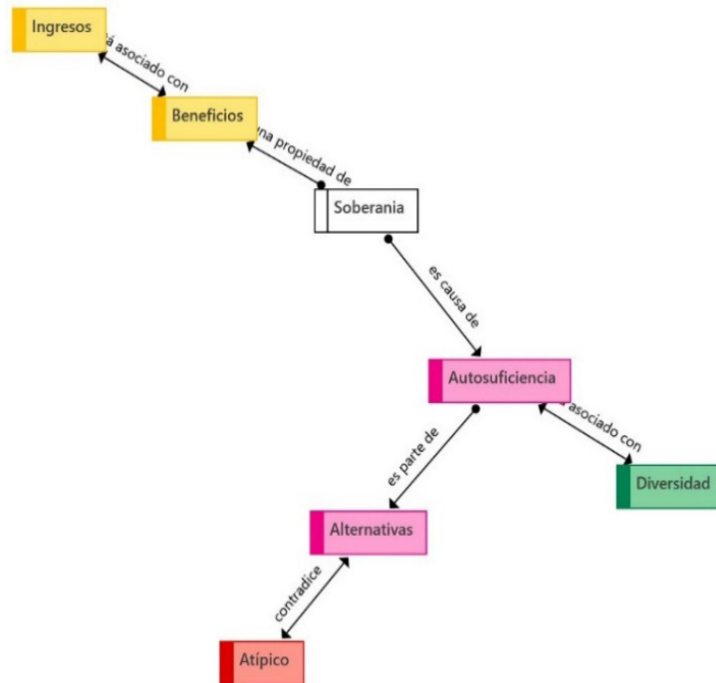 Ingresos
á asociado con
Beneficios
una propiedad de
Soberania
es causa de
Autosuficiencia
asociado con
es parte de
Diversidad
Alternativas
contradice
Atípico